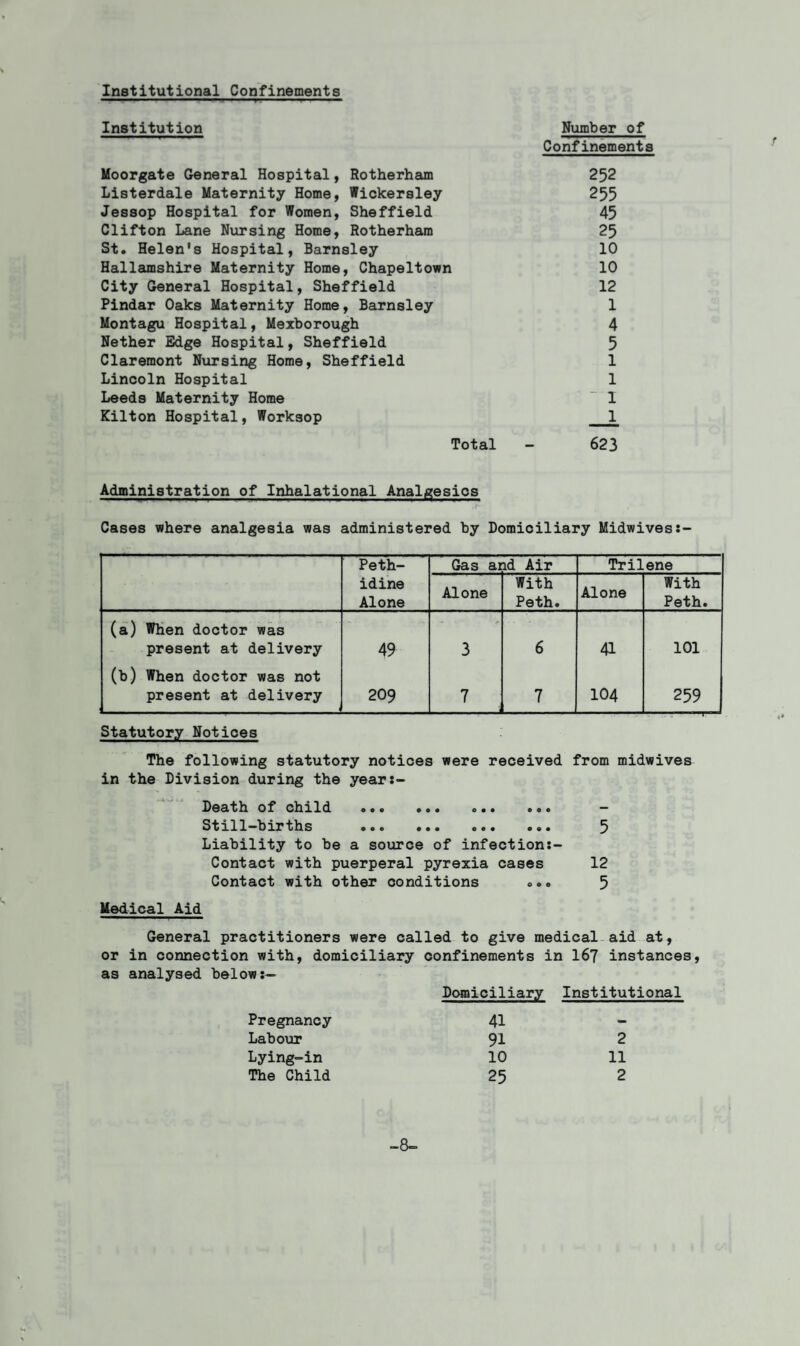 Institutional Confinements
Institution Number of
Confinements
Moorgate General Hospital, Rotherham 252
Listerdale Maternity Home, Wickersley 255
Jessop Hospital for Women, Sheffield 45
Clifton Lane Nursing Home, Rotherham 25
St. Helen's Hospital, Barnsley 10
Hallamshire Maternity Home, Chapeltown 10
City General Hospital, Sheffield 12
Pindar Oaks Maternity Home, Barnsley 1
Montagu Hospital, Mexborough 4
Nether Edge Hospital, Sheffield 5
Claremont Nursing Home, Sheffield 1
Lincoln Hospital 1
Leeds Maternity Home 1
Kilton Hospital, Worksop 1
Total - 623
Administration of Inhalational Analgesics
Cases where analgesia was administered by Domiciliary Midwives:-
Peth- Gas and Air Trilene
idine Alone With Alone With
Alone Peth. Peth.
(a) When doctor was
present at delivery 49 3 6 41 101
(b) When doctor was not
present at delivery 209 7 7 104 259
Statutory Notices
The following statutory notices were received from midwives
in the Division during the year:-
Death of child ... ... ... ... -
Still-births ... ... ... ... 5
Liability to be a source of infection:-
Contact with puerperal pyrexia cases 12
Contact with other conditions ... 5
Medical Aid
General practitioners were called to give medical aid at,
or in connection with, domiciliary confinements in 167 instances,
as analysed below:-
Domiciliary Institutional
Pregnancy 41 -
Labour 91 2
Lying-in 10 11
The Child 25 2
-8-